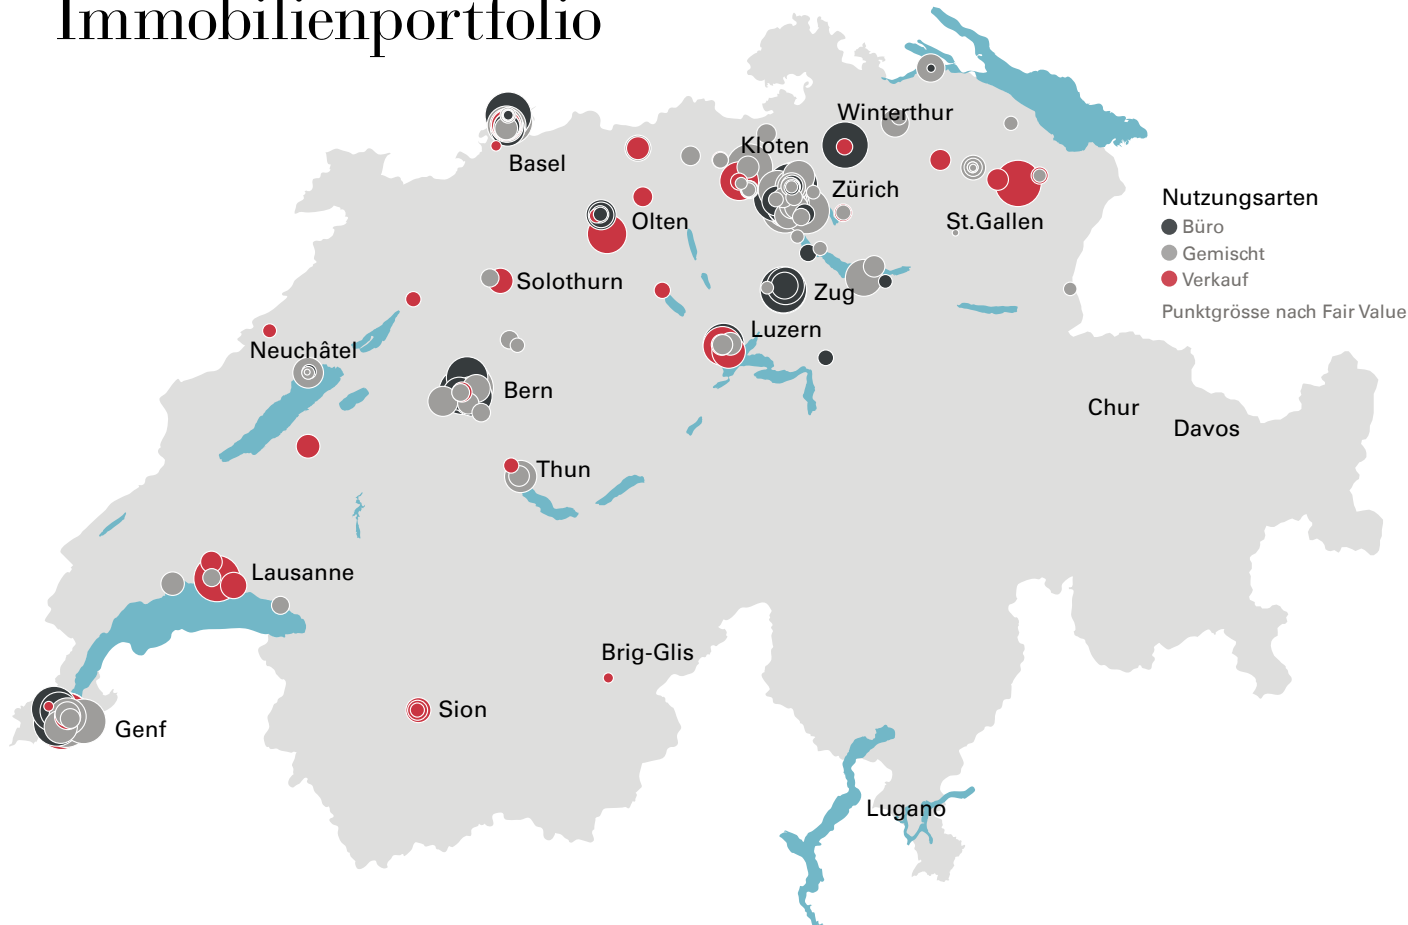 Immobilienportfolio
Winterthur
Kloten
Basel
Zürich
Nutzungsarten
Olten
St.Gallen
Büro
Gemischt
Solothurn
Verkauf
Zug
Punktgrösse nach Fair Value
Luzern
Neuchâtel
Bern
Chur
Davos
Thun
Lausanne
Brig-Glis
Sion
Genf
Lugano